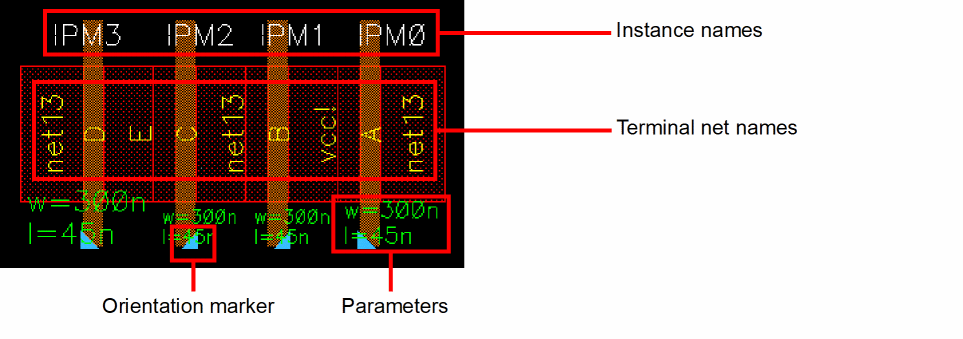 IPM3 IPM2 IPM1 IPM0
Instance names
net13 D E C net13 B vcc! A net13
Terminal net names
w=300n w=300n w=300n w=300n
l=45n l=45n l=45n l=45n
Orientation marker
Parameters